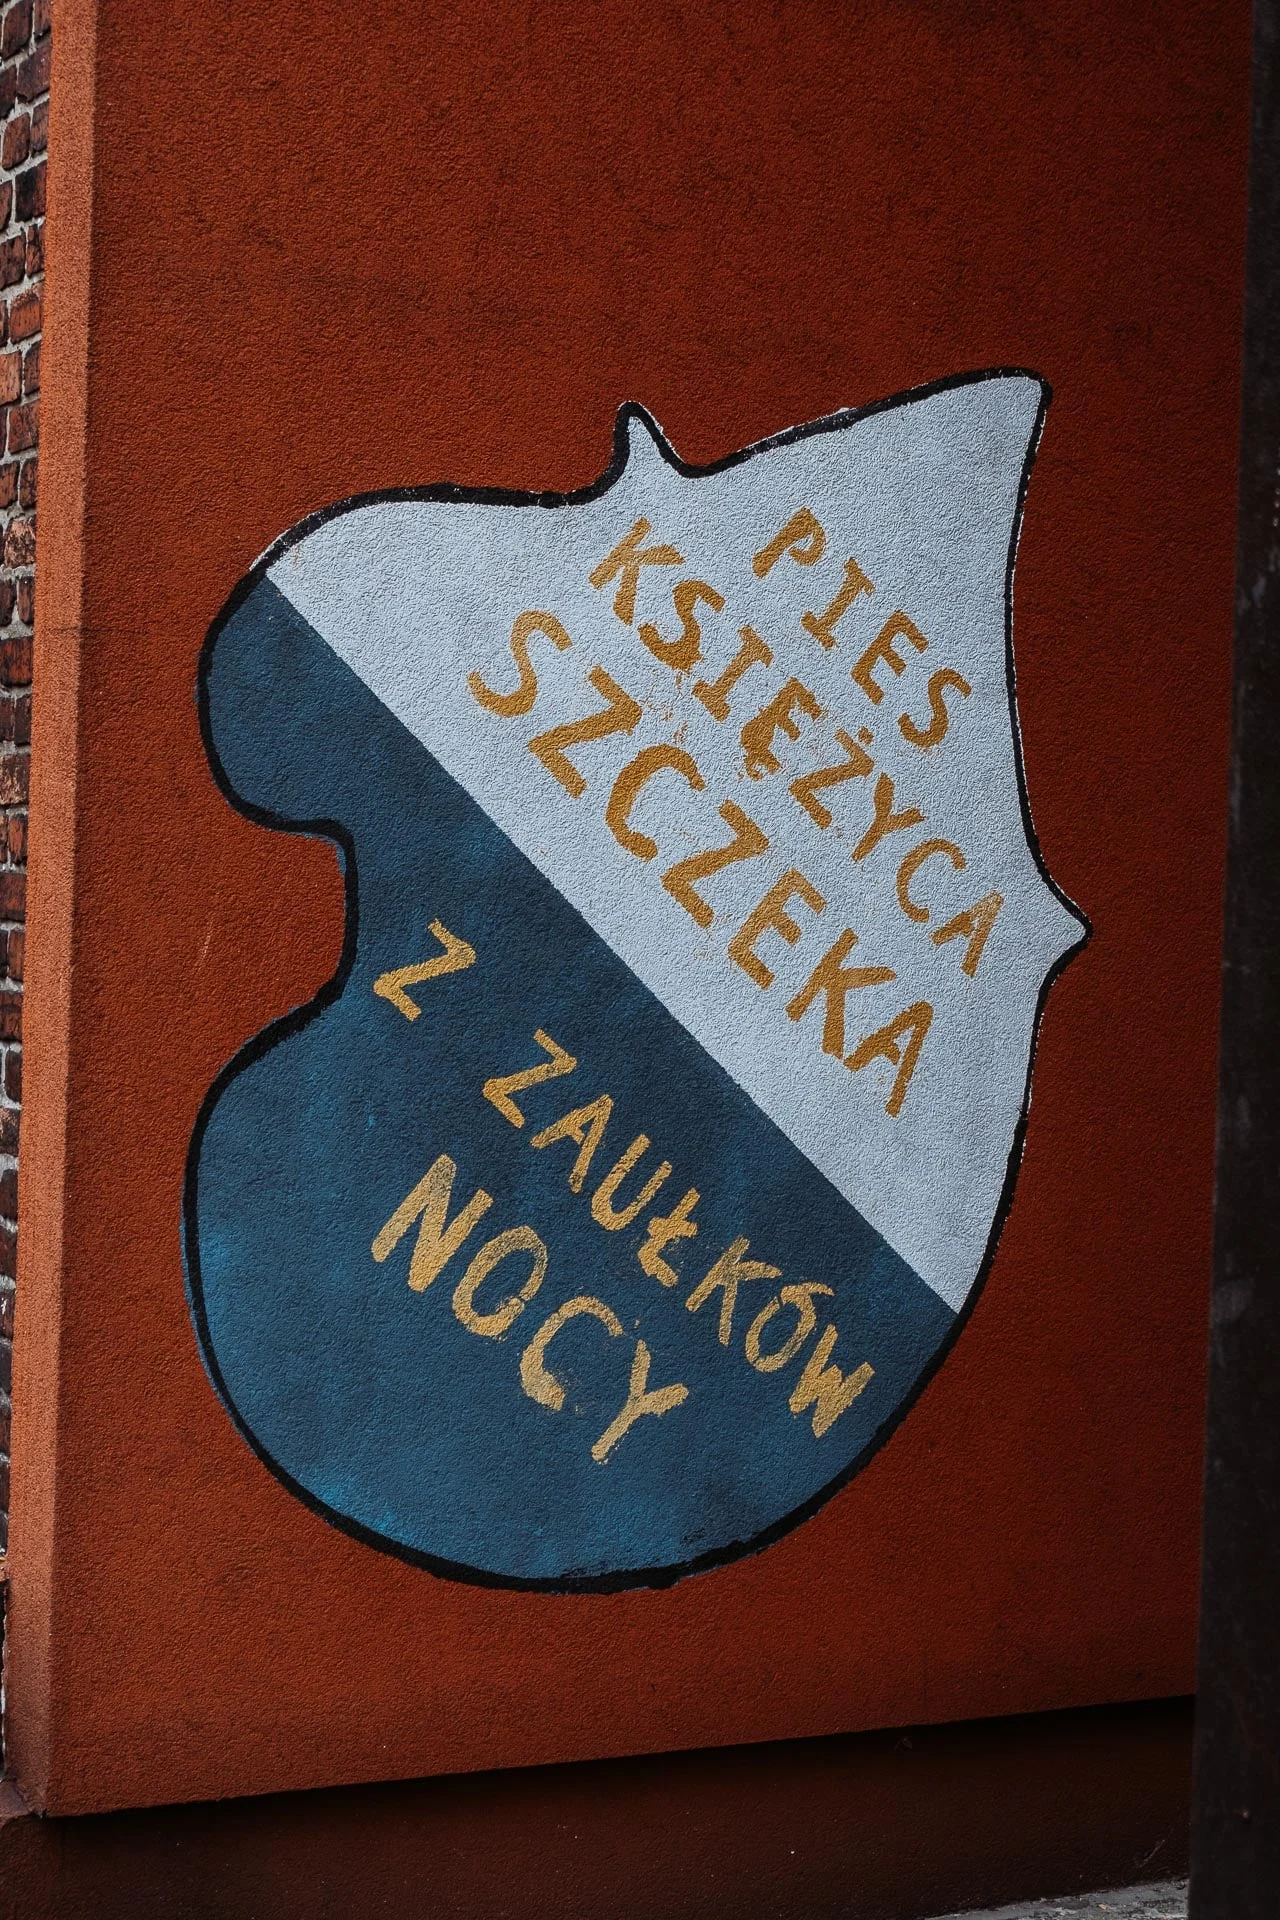 PIES
KSIĘŻYCA
SZCZEKA
Z
ZAUŁKÓW
NOCY